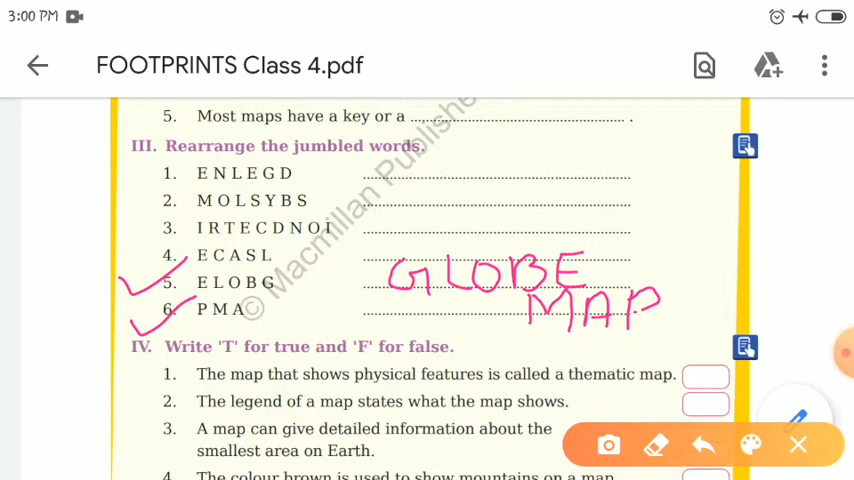 3:00 PM
FOOTPRINTS Class 4.pdf
5. Most maps have a key or a ........................................................ .
III. Rearrange the jumbled words.
1. E N L E G D ........................................................
2. M O L S Y B S ........................................................
3. I R T E C D N O I ........................................................
4. E C A S L ........................................................
5. E L O B G ........................................................ GLOBE
6. P M A ........................................................ MAP
© Macmillan Publishe
IV. Write 'T' for true and 'F' for false.
1. The map that shows physical features is called a thematic map.
2. The legend of a map states what the map shows.
3. A map can give detailed information about the
smallest area on Earth.
4. The colour brown is used to show mountains on a map.